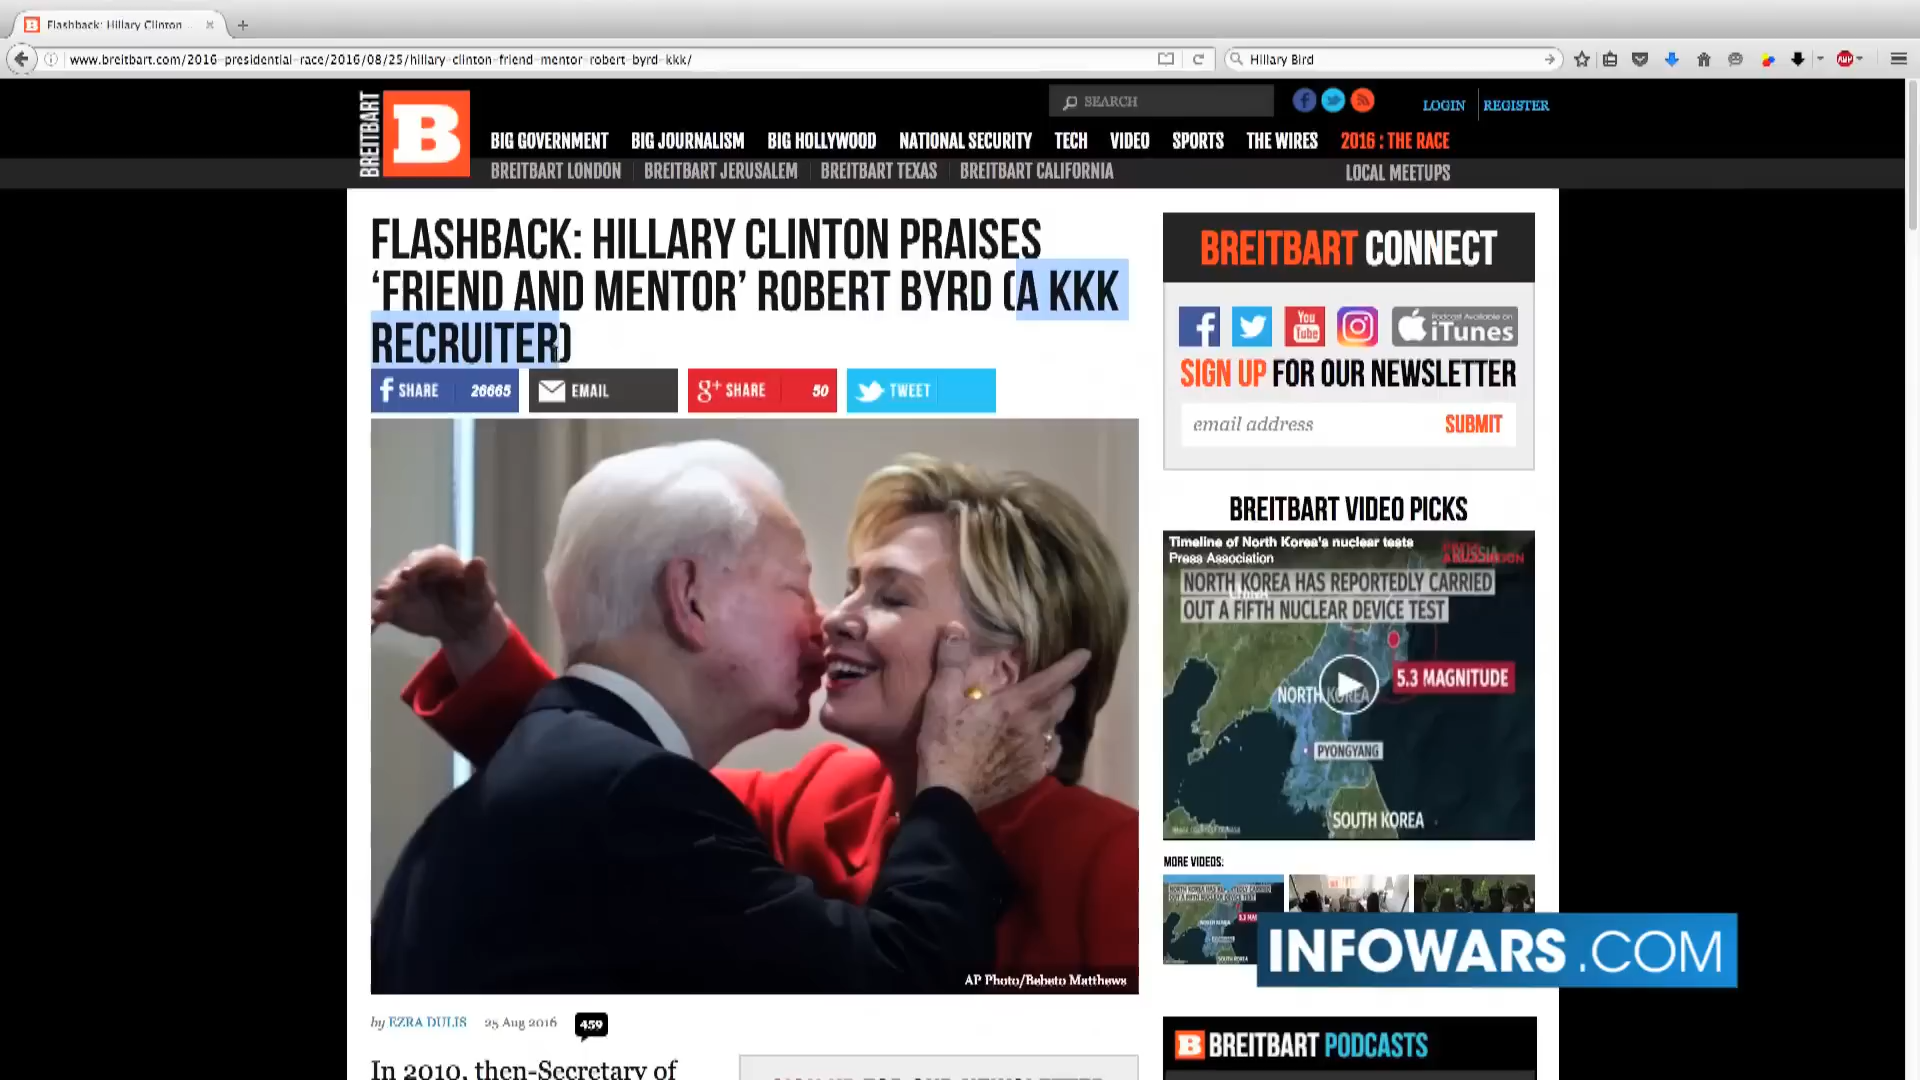 Flashback: Hillary Clinton
www.breitbart.com/2016-presidential-race/2016/08/25/hillary-clinton-friend-mentor-robert-byrd-kkk/
Hillary Bird
ABP
BREITBART
B
SEARCH
LOGIN
REGISTER
BIG GOVERNMENT BIG JOURNALISM BIG HOLLYWOOD NATIONAL SECURITY TECH VIDEO SPORTS THE WIRES 2016 : THE RACE
BREITBART LONDON BREITBART JERUSALEM BREITBART TEXAS BREITBART CALIFORNIA LOCAL MEETUPS
FLASHBACK: HILLARY CLINTON PRAISES
‘FRIEND AND MENTOR’ ROBERT BYRD (A KKK
RECRUITER)
SHARE 26665
EMAIL
g+ SHARE 50
TWEET
AP Photo/Bebeto Matthews
by EZRA DULIS 25 Aug 2016 459
In 2010, then-Secretary of
BREITBART CONNECT
You
Tube
Podcast Available on
iTunes
SIGN UP FOR OUR NEWSLETTER
email address
SUBMIT
BREITBART VIDEO PICKS
Timeline of North Korea's nuclear tests
Press Association
RUSSIA
NORTH KOREA HAS REPORTEDLY CARRIED
OUT A FIFTH NUCLEAR DEVICE TEST
CHINA
5.3 MAGNITUDE
NORTH KOREA
PYONGYANG
SOUTH KOREA
MORE VIDEOS:
INFOWARS.COM
B BREITBART PODCASTS